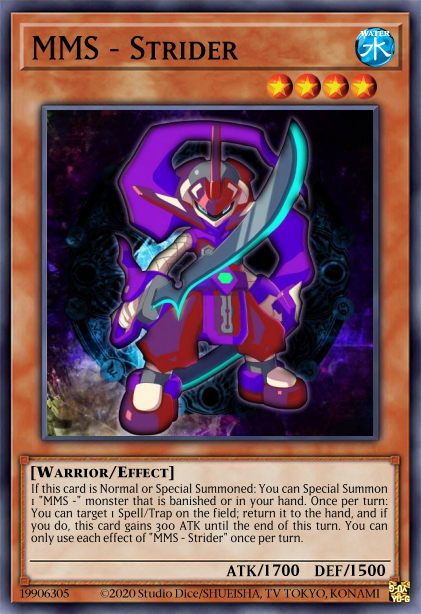 MMS - Strider
WATER
水
[Warrior/Effect]
If this card is Normal or Special Summoned: You can Special Summon
1 "MMS -" monster that is banished or in your hand. Once per turn:
You can target 1 Spell/Trap on the field; return it to the hand, and if
you do, this card gains 300 ATK until the end of this turn. You can
only use each effect of "MMS - Strider" once per turn.
ATK/1700 DEF/1500
19906305 ©2020 Studio Dice/SHUEISHA, TV TOKYO, KONAMI